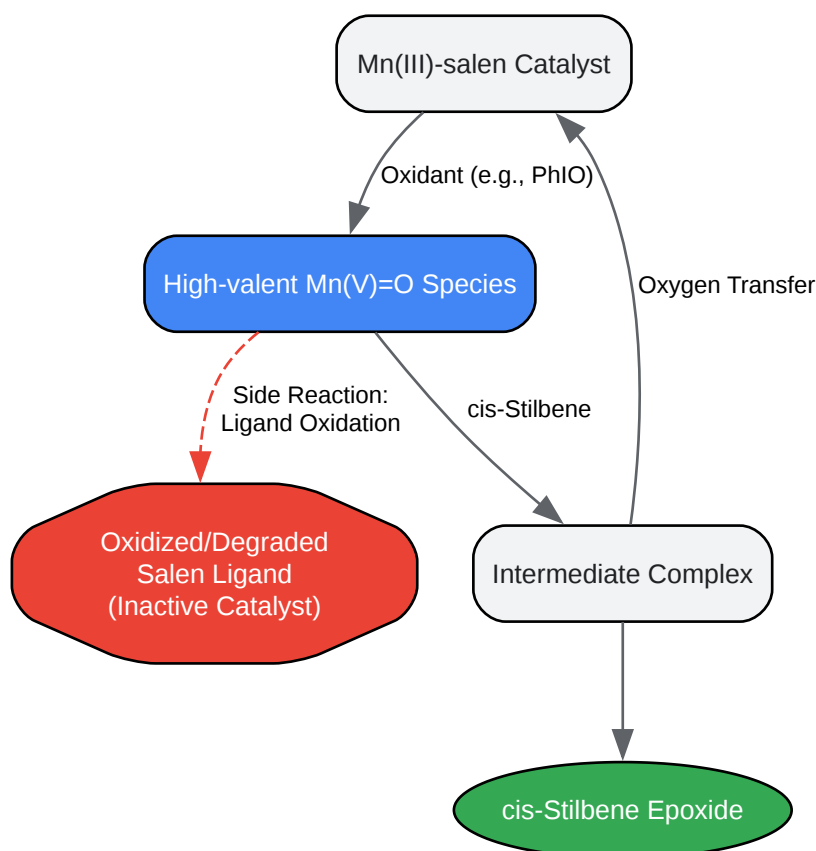 Mn(III)-salen Catalyst
Oxidant (e.g., PhIO)
High-valent Mn(V)=O Species
Oxygen Transfer
Side Reaction:
Ligand Oxidation
cis-Stilbene
Oxidized/Degraded
Salen Ligand
(Inactive Catalyst)
Intermediate Complex
cis-Stilbene Epoxide